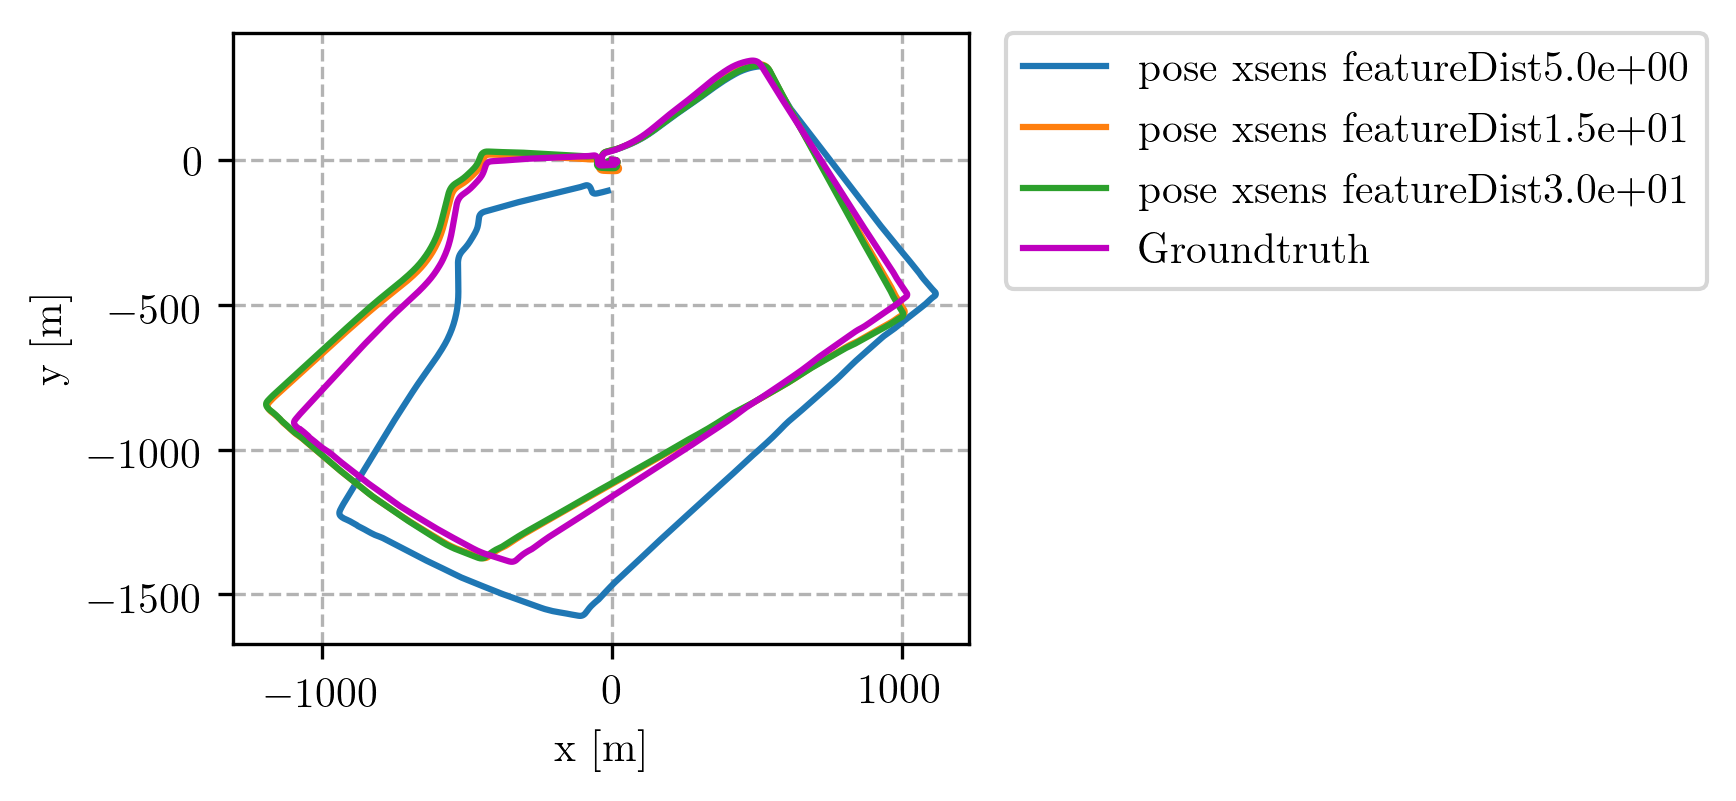 0
−500
−1000
−1500
y [m]
−1000
0
1000
x [m]
pose xsens featureDist5.0e+00
pose xsens featureDist1.5e+01
pose xsens featureDist3.0e+01
Groundtruth